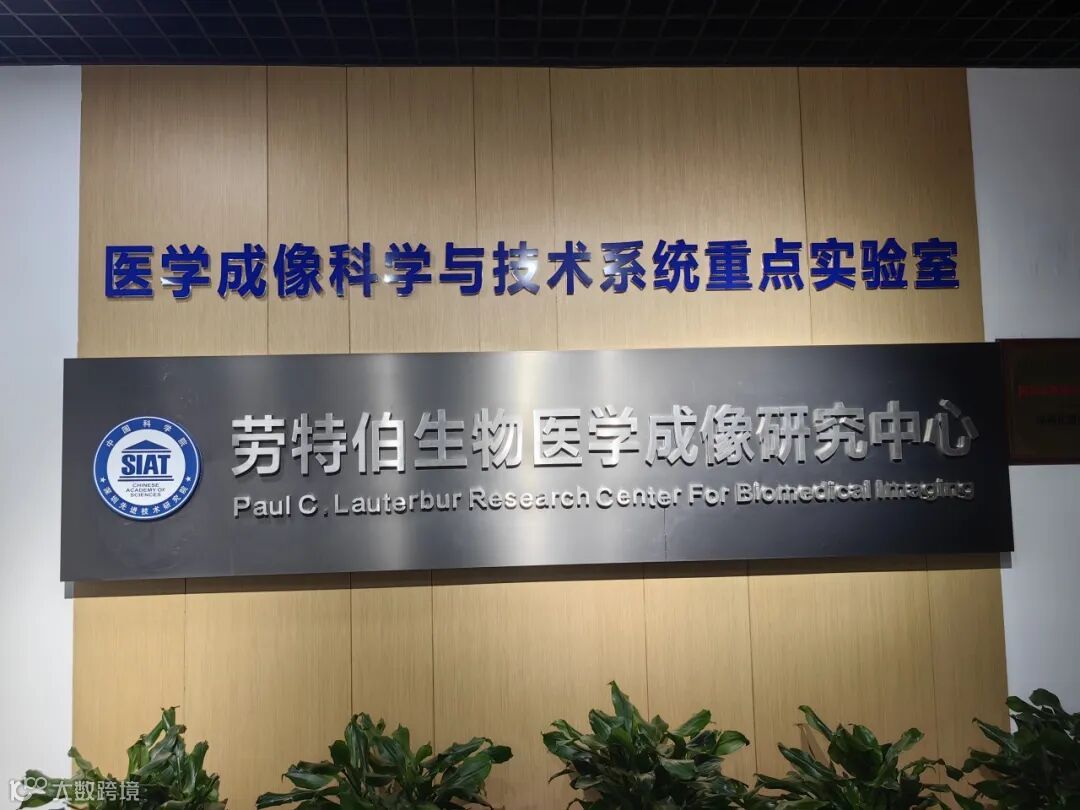 医学成像科学与技术系统重点实验室
劳特伯生物医学成像研究中心
Paul C. Lauterbur Research Center For Biomedical Imaging
中国科学院
SIAT
CHINESE
ACADEMY OF
SCIENCES
深圳先进技术研究院
大数跨境